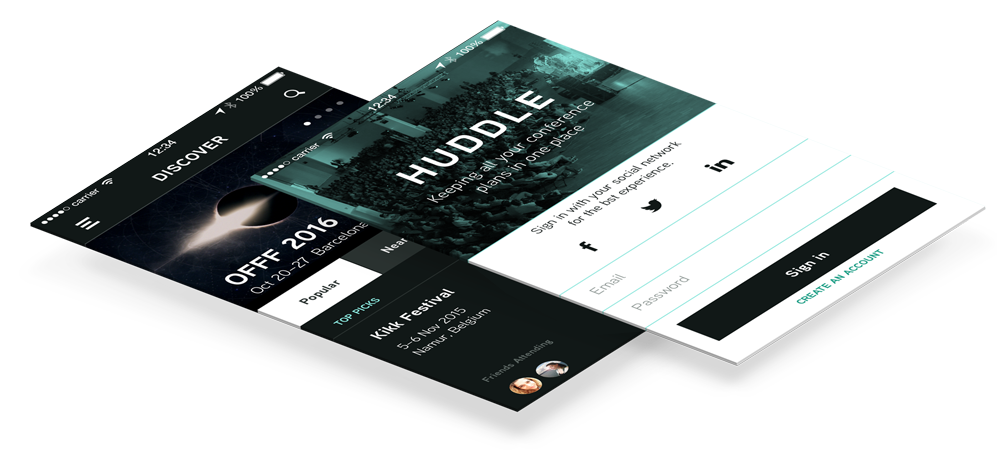 carrier
12:34
100%
DISCOVER
OFFF 2016
Oct 20–27 Barcelona
Popular
TOP PICKS
Kikk Festival
5–6 Nov 2015
Namur, Belgium
Friends Attending
carrier
12:34
100%
HUDDLE
Keeping all your conference
plans in one place
Sign in with your social network
for the bst experience.
in
Email
Password
Sign in
CREATE AN ACCOUNT